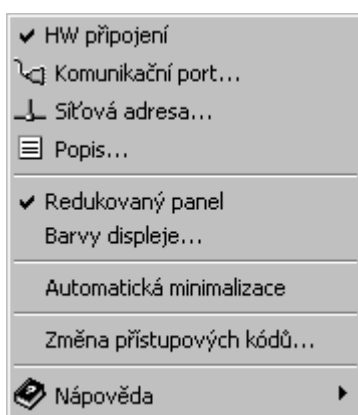 HW připojení
Komunikační port...
Síťová adresa...
Popis...
Redukovaný panel
Barvy displeje...
Automatická minimalizace
Změna přístupových kódů...
Nápověda